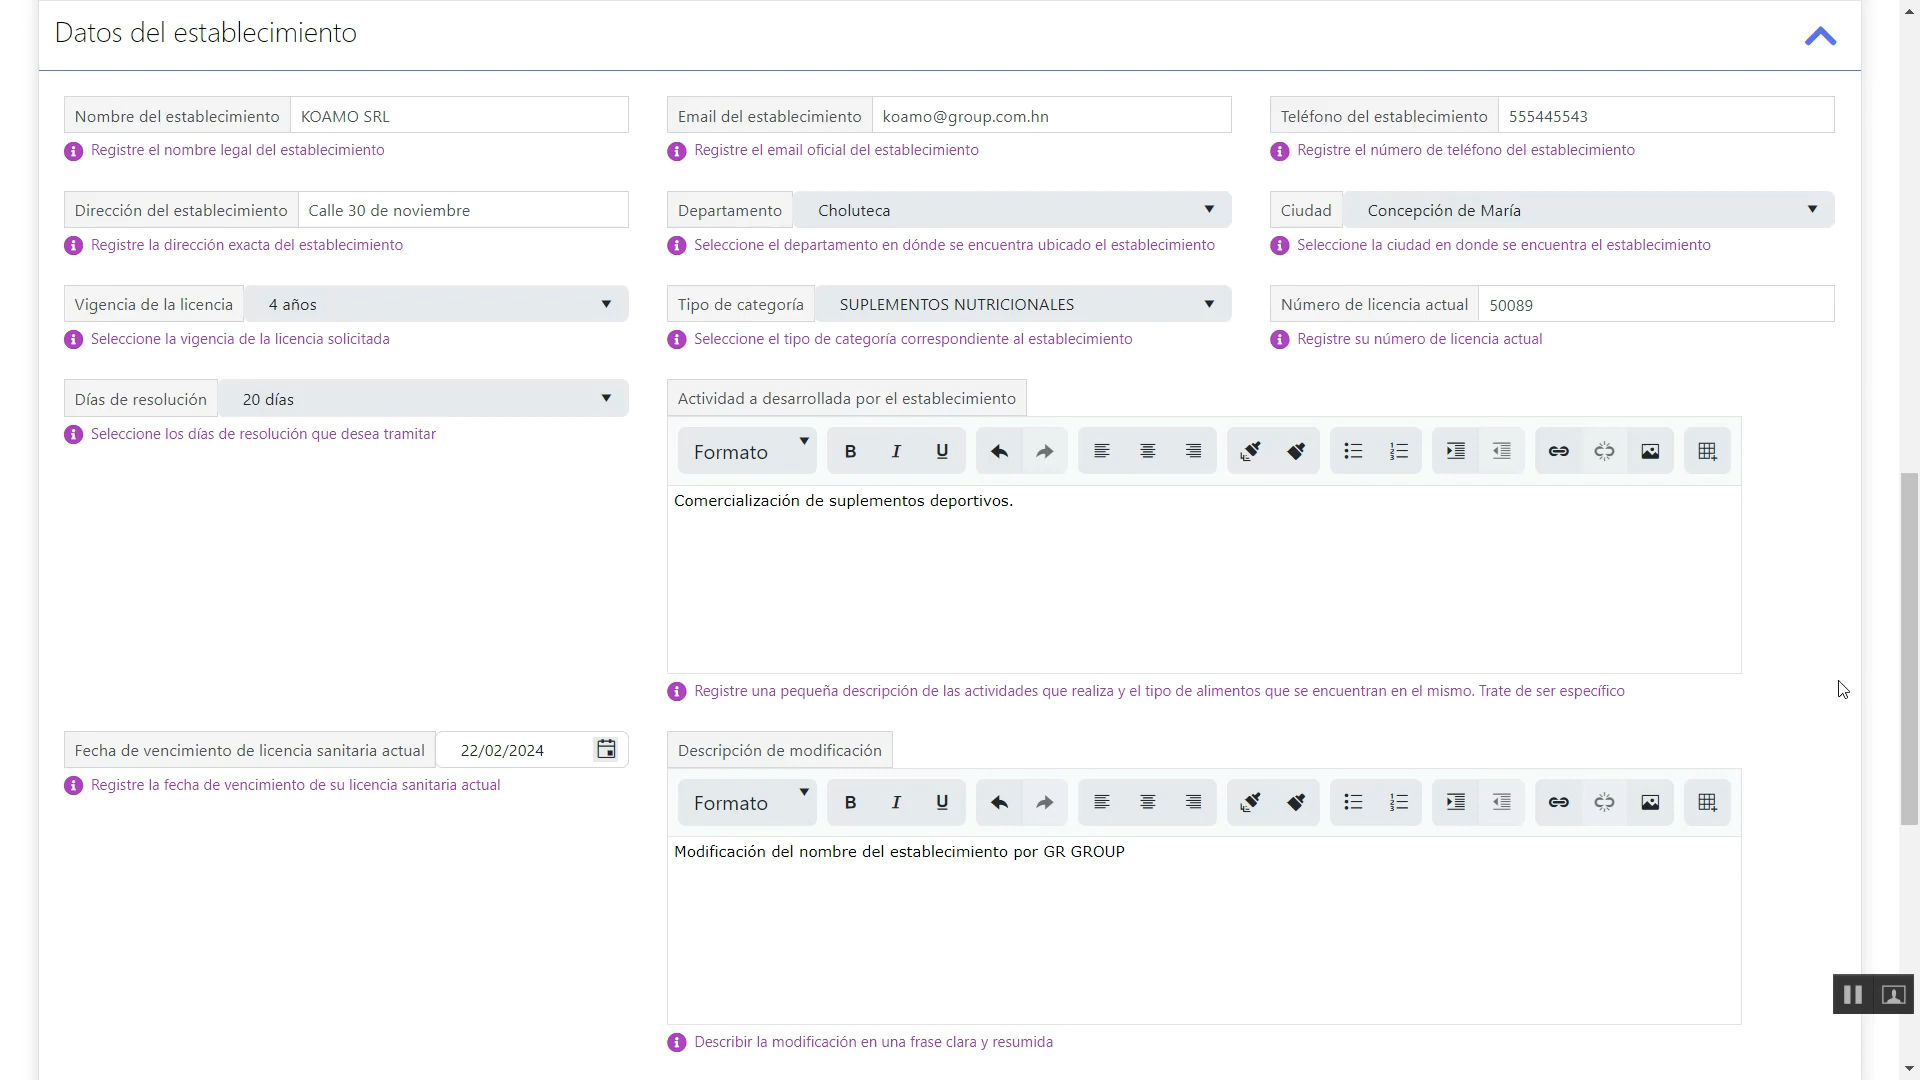 Datos del establecimiento
Nombre del establecimiento KOAMO SRL
Registre el nombre legal del establecimiento
Email del establecimiento koamo@group.com.hn
Registre el email oficial del establecimiento
Teléfono del establecimiento 555445543
Registre el número de teléfono del establecimiento
Dirección del establecimiento Calle 30 de noviembre
Registre la dirección exacta del establecimiento
Departamento Choluteca
Seleccione el departamento en dónde se encuentra ubicado el establecimiento
Ciudad Concepción de María
Seleccione la ciudad en donde se encuentra el establecimiento
Vigencia de la licencia 4 años
Seleccione la vigencia de la licencia solicitada
Tipo de categoría SUPLEMENTOS NUTRICIONALES
Seleccione el tipo de categoría correspondiente al establecimiento
Número de licencia actual 50089
Registre su número de licencia actual
Días de resolución 20 días
Seleccione los días de resolución que desea tramitar
Actividad a desarrollada por el establecimiento
Formato B I U
Comercialización de suplementos deportivos.
Registre una pequeña descripción de las actividades que realiza y el tipo de alimentos que se encuentran en el mismo. Trate de ser específico
Fecha de vencimiento de licencia sanitaria actual 22/02/2024
Registre la fecha de vencimiento de su licencia sanitaria actual
Descripción de modificación
Formato B I U
Modificación del nombre del establecimiento por GR GROUP
Describir la modificación en una frase clara y resumida